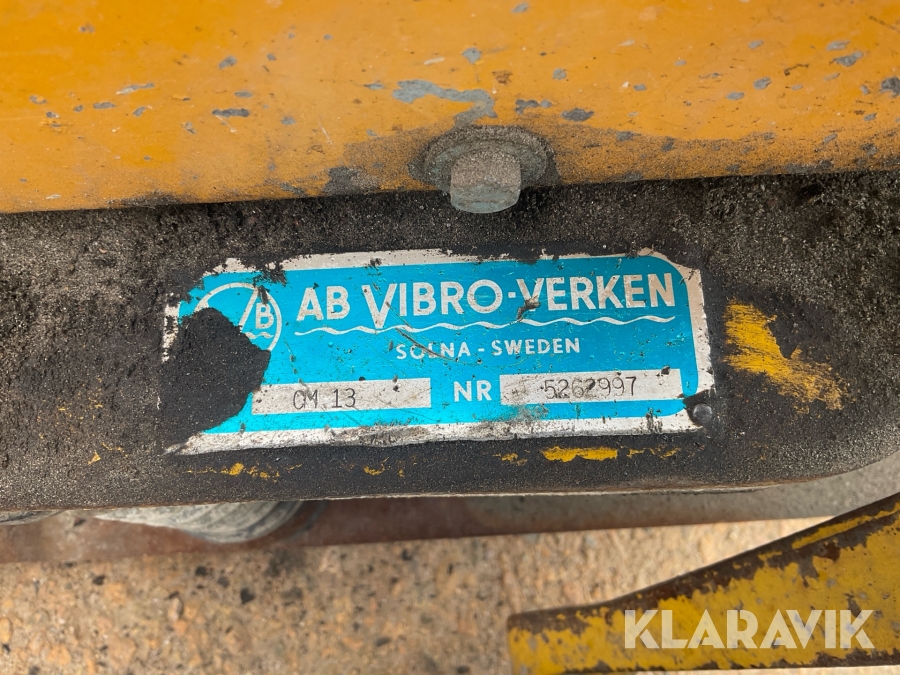 AB VIBRO-VERKEN
SOLNA - SWEDEN
CM 13 NR 5262997
KLARAVIK